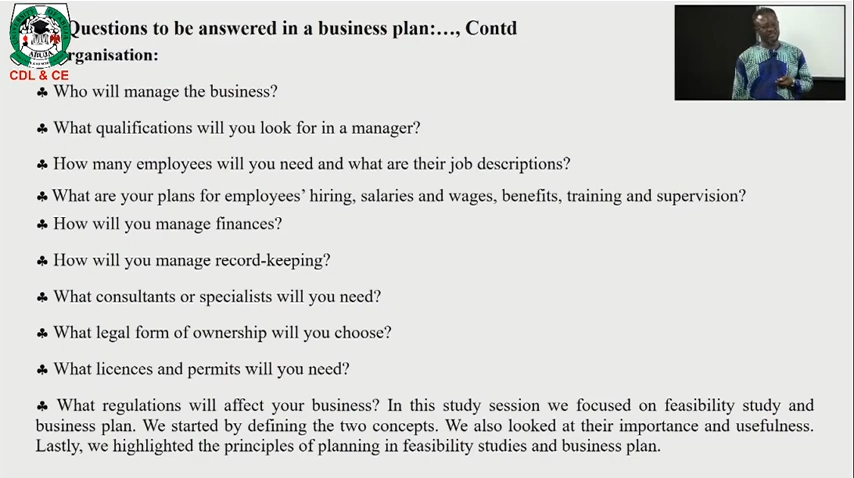 Questions to be answered in a business plan:…, Contd
rganisation:
ABUJA
CDL & CE
♣ Who will manage the business?
♣ What qualifications will you look for in a manager?
♣ How many employees will you need and what are their job descriptions?
♣ What are your plans for employees' hiring, salaries and wages, benefits, training and supervision?
♣ How will you manage finances?
♣ How will you manage record-keeping?
♣ What consultants or specialists will you need?
♣ What legal form of ownership will you choose?
♣ What licences and permits will you need?
♣ What regulations will affect your business? In this study session we focused on feasibility study and
business plan. We started by defining the two concepts. We also looked at their importance and usefulness.
Lastly, we highlighted the principles of planning in feasibility studies and business plan.